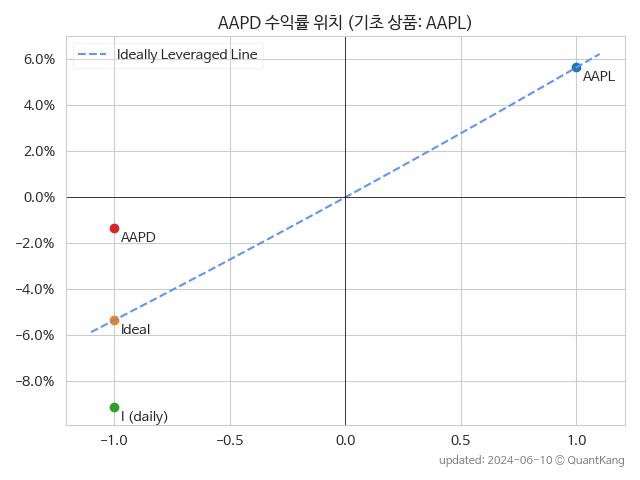 AAPD 수익률 위치 (기초 상품: AAPL)
Ideally Leveraged Line
6.0%
4.0%
2.0%
0.0%
−2.0%
−4.0%
−6.0%
−8.0%
AAPL
AAPD
Ideal
I (daily)
−1.0
−0.5
0.0
0.5
1.0
updated: 2024-06-10 © QuantKang